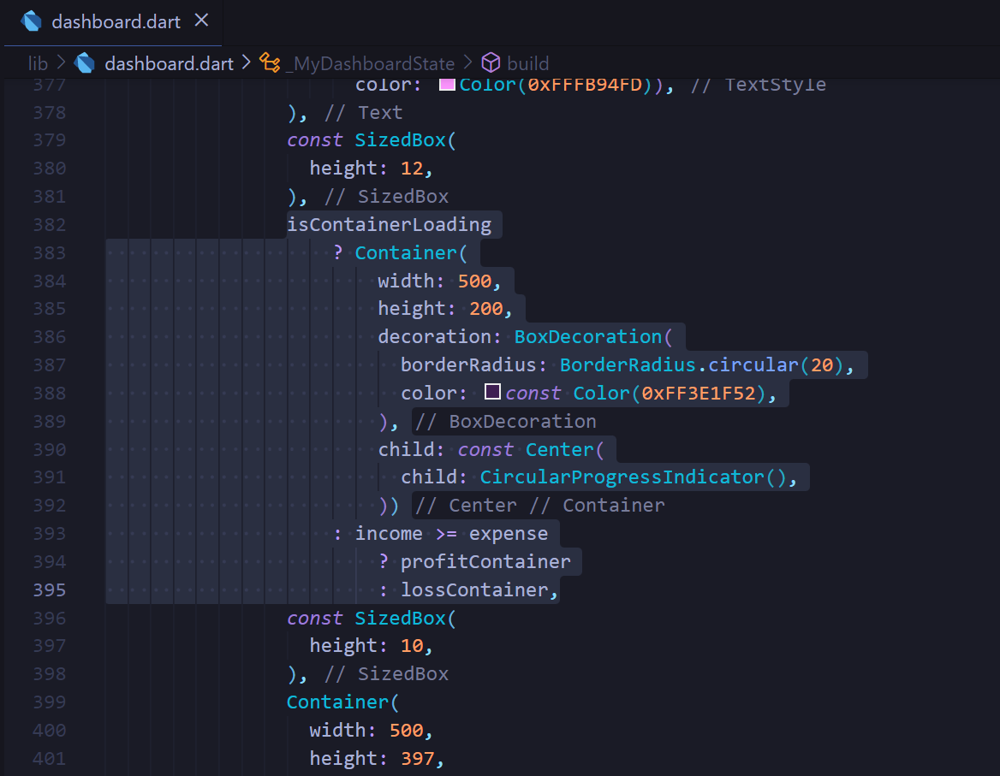 dashboard.dart
lib > dashboard.dart > _MyDashboardState > build
377 color: Color(0xFFFB94FD)), // TextStyle
378 ), // Text
379 const SizedBox(
380 height: 12,
381 ), // SizedBox
382 isContainerLoading
383 ? Container(
384 width: 500,
385 height: 200,
386 decoration: BoxDecoration(
387 borderRadius: BorderRadius.circular(20),
388 color: const Color(0xFF3E1F52),
389 ), // BoxDecoration
390 child: const Center(
391 child: CircularProgressIndicator(),
392 )) // Center // Container
393 : income >= expense
394 ? profitContainer
395 : lossContainer,
396 const SizedBox(
397 height: 10,
398 ), // SizedBox
399 Container(
400 width: 500,
401 height: 397,